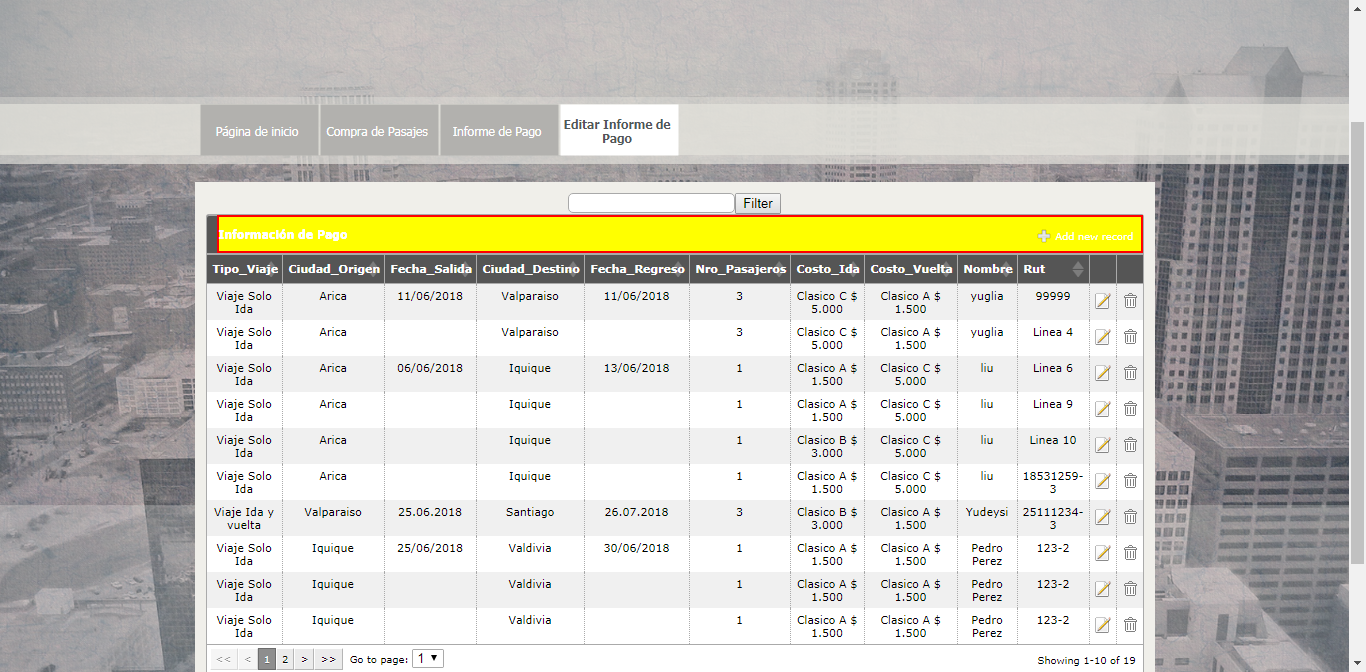 Página de inicio Compra de Pasajes Informe de Pago Editar Informe de Pago
Filter
Información de Pago Add new record
Tipo_Viaje Ciudad_Origen Fecha_Salida Ciudad_Destino Fecha_Regreso Nro_Pasajeros Costo_Ida Costo_Vuelta Nombre Rut
Viaje Solo Ida Arica 11/06/2018 Valparaiso 11/06/2018 3 Clasico C $ 5.000 Clasico A $ 1.500 yuglia 99999
Viaje Solo Ida Arica Valparaiso 3 Clasico C $ 5.000 Clasico A $ 1.500 yuglia Linea 4
Viaje Solo Ida Arica 06/06/2018 Iquique 13/06/2018 1 Clasico A $ 1.500 Clasico C $ 5.000 liu Linea 6
Viaje Solo Ida Arica Iquique 1 Clasico A $ 1.500 Clasico C $ 5.000 liu Linea 9
Viaje Solo Ida Arica Iquique 1 Clasico B $ 3.000 Clasico C $ 5.000 liu Linea 10
Viaje Solo Ida Arica Iquique 1 Clasico A $ 1.500 Clasico C $ 5.000 liu 18531259-3
Viaje Ida y vuelta Valparaiso 25.06.2018 Santiago 26.07.2018 3 Clasico B $ 3.000 Clasico A $ 1.500 Yudeysi 25111234-3
Viaje Solo Ida Iquique 25/06/2018 Valdivia 30/06/2018 1 Clasico A $ 1.500 Clasico A $ 1.500 Pedro Perez 123-2
Viaje Solo Ida Iquique Valdivia 1 Clasico A $ 1.500 Clasico A $ 1.500 Pedro Perez 123-2
Viaje Solo Ida Iquique Valdivia 1 Clasico A $ 1.500 Clasico A $ 1.500 Pedro Perez 123-2
<< < 1 2 > >> Go to page: 1 Showing 1-10 of 19